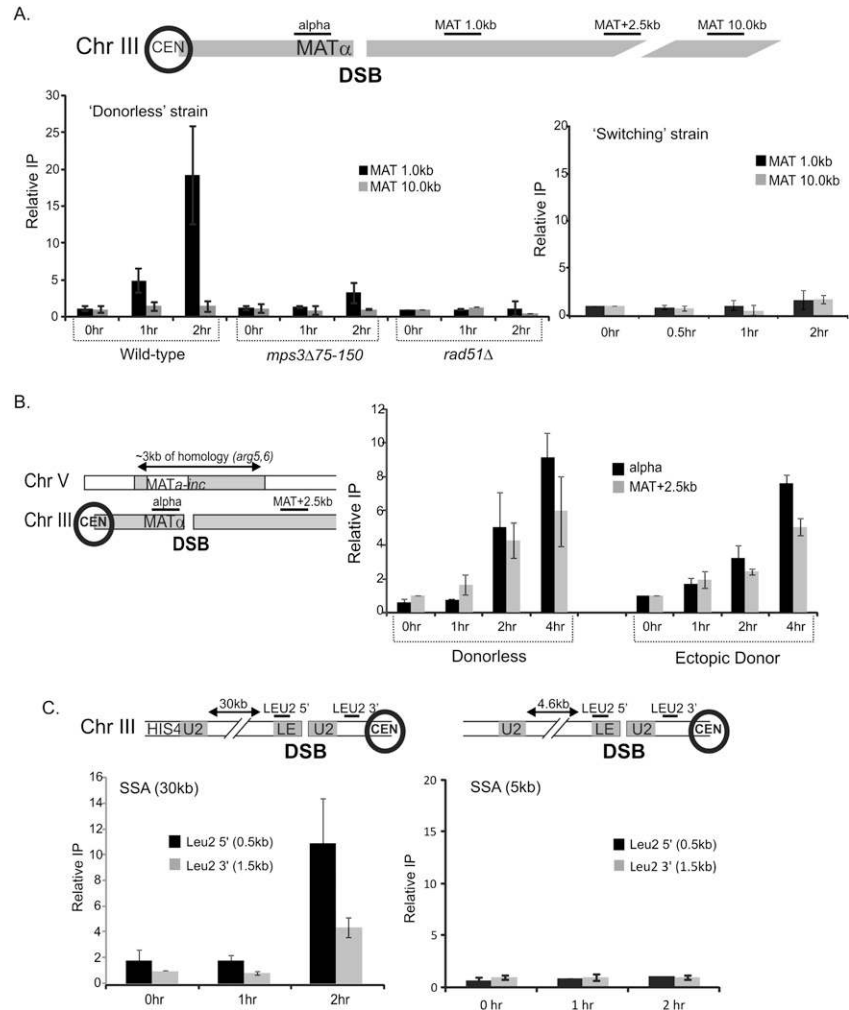 A.
alpha
MAT 1.0kb
MAT+2.5kb
MAT 10.0kb
Chr III
CEN
MATα
DSB
30
25
20
15
10
5
0
Relative IP
'Donorless' strain
MAT 1.0kb
MAT 10.0kb
0hr 1hr 2hr 0hr 1hr 2hr 0hr 1hr 2hr
Wild-type mps3Δ75-150 rad51Δ
20
15
10
5
0
Relative IP
'Switching' strain
MAT 1.0kb
MAT 10.0kb
0hr 0.5hr 1hr 2hr
B.
~3kb of homology (arg5,6)
Chr V
MATa-inc
alpha
MAT+2.5kb
Chr III
CEN
MATα
DSB
12
10
8
6
4
2
0
Relative IP
alpha
MAT+2.5kb
0hr 1hr 2hr 4hr 0hr 1hr 2hr 4hr
Donorless Ectopic Donor
C.
30kb
LEU2 5'
LEU2 3'
Chr III
HIS4
U2
LE
U2
CEN
DSB
4.6kb
LEU2 5'
LEU2 3'
U2
LE
U2
CEN
DSB
16
14
12
10
8
6
4
2
0
Relative IP
SSA (30kb)
Leu2 5' (0.5kb)
Leu2 3' (1.5kb)
0hr 1hr 2hr
20
15
10
5
0
Relative IP
SSA (5kb)
Leu2 5' (0.5kb)
Leu2 3' (1.5kb)
0 hr 1 hr 2 hr